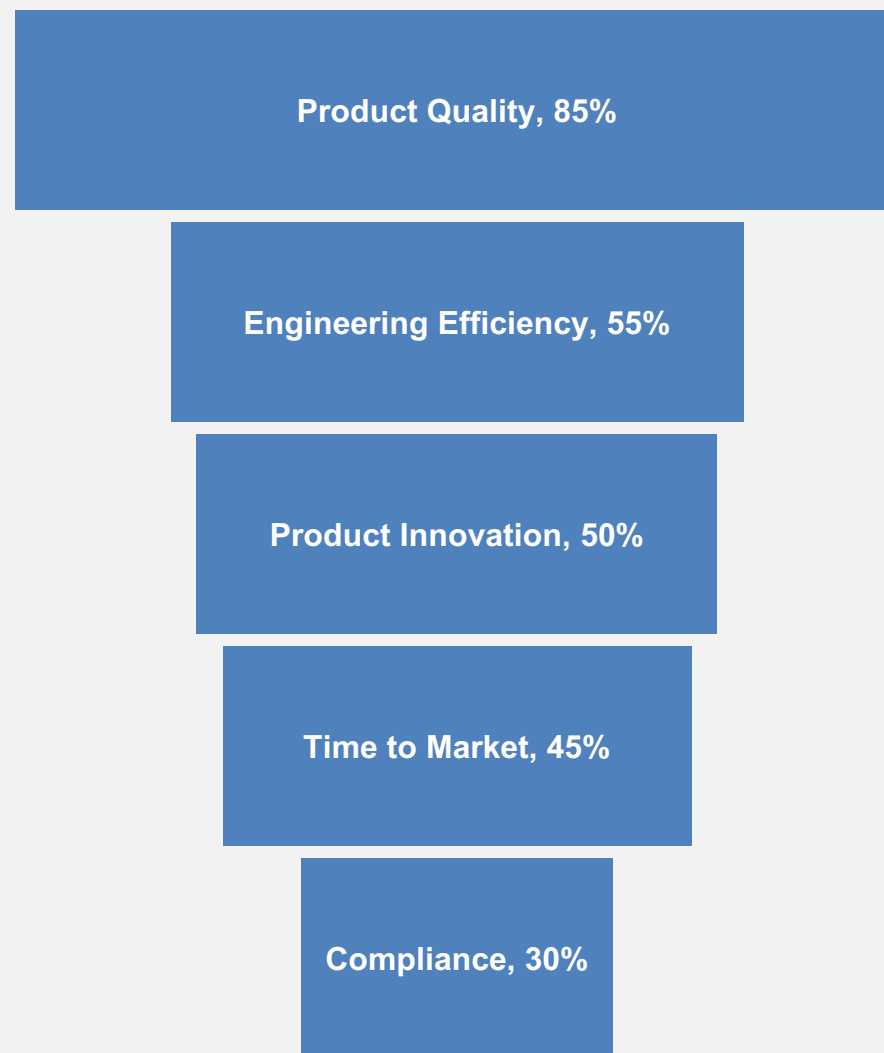 Product Quality, 85%
Engineering Efficiency, 55%
Product Innovation, 50%
Time to Market, 45%
Compliance, 30%